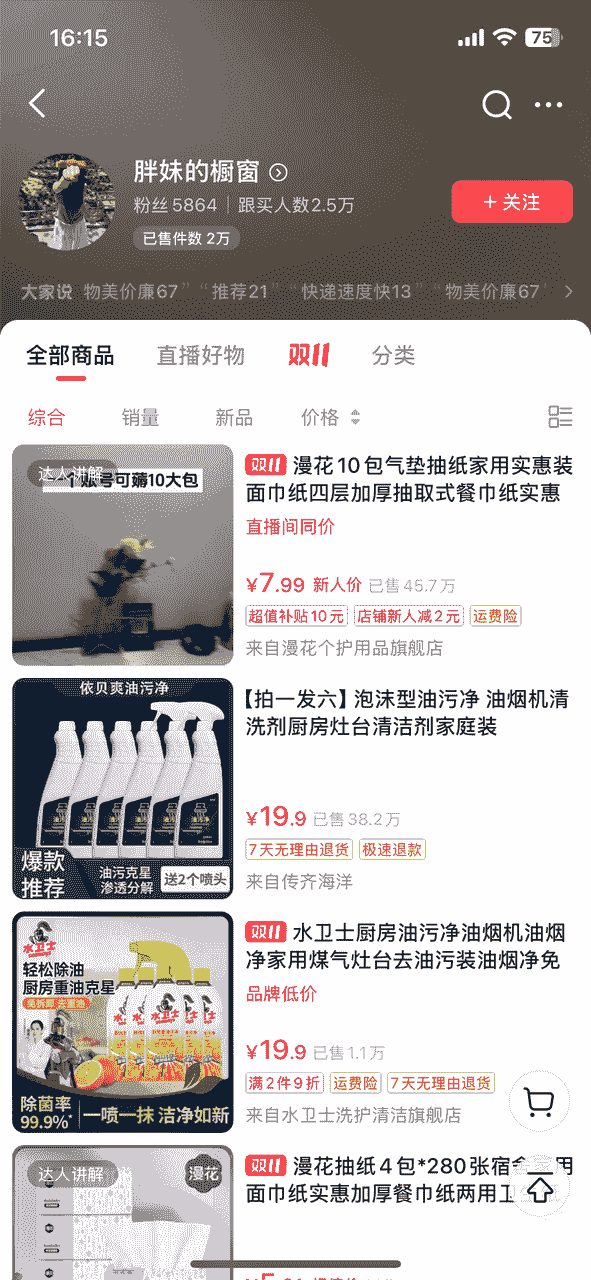 16:15
75
胖妹的橱窗
粉丝 5864 | 跟买人数2.5万
已售件数 2万
+ 关注
大家说 物美价廉67 ” “ 推荐21 ” “ 快递速度快13 ” “ 物美价廉67 ’
全部商品 直播好物 双11 分类
综合 销量 新品 价格
达人讲解
一个账号可薅10大包
双11 漫花10包气垫抽纸家用实惠装
面巾纸四层加厚抽取式餐巾纸实惠
直播间同价
¥7.99 新人价 已售45.7万
超值补贴10元 店铺新人减2元 运费险
来自漫花个护用品旗舰店
依贝爽油污净
爆款
推荐
油污克星
渗透分解
送2个喷头
【拍一发六】泡沫型油污净 油烟机清
洗剂厨房灶台清洁剂家庭装
¥19.9 已售38.2万
7天无理由退货 极速退款
来自传齐海洋
水卫士
轻松除油
厨房重油克星
免拆卸 去重油
水卫士
除菌率
99.9%
一喷一抹 洁净如新
双11 水卫士厨房油污净油烟机油烟
净家用煤气灶台去油污装油烟净免
品牌低价
¥19.9 已售1.1万
满2件9折 运费险 7天无理由退货
来自水卫士洗护清洁旗舰店
达人讲解
漫花
双11 漫花抽纸4包*280张宿舍 用
面巾纸实惠加厚餐巾纸两用卫